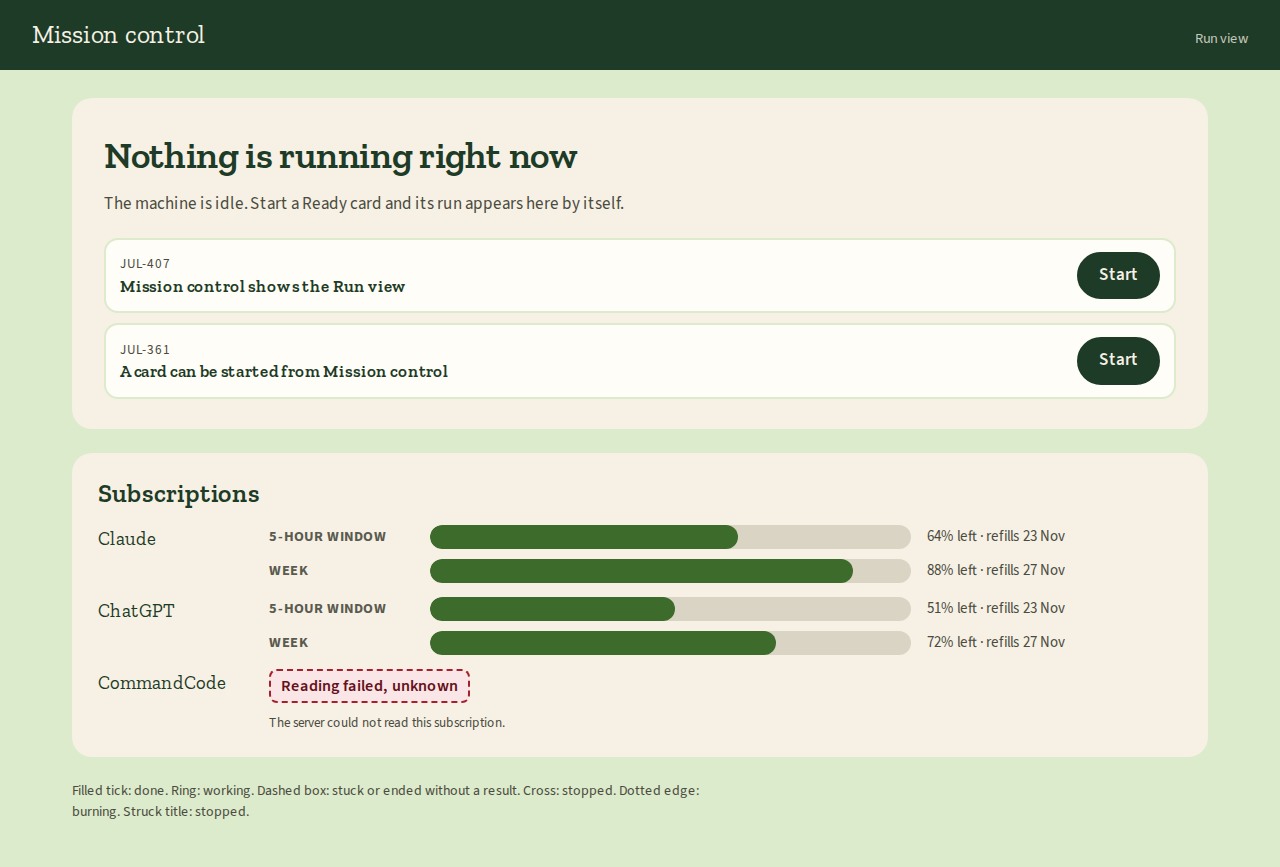 Mission control
Run view
Nothing is running right now
The machine is idle. Start a Ready card and its run appears here by itself.
JUL-407
Mission control shows the Run view
Start
JUL-361
A card can be started from Mission control
Start
Subscriptions
Claude
5-HOUR WINDOW
64% left · refills 23 Nov
WEEK
88% left · refills 27 Nov
ChatGPT
5-HOUR WINDOW
51% left · refills 23 Nov
WEEK
72% left · refills 27 Nov
CommandCode
Reading failed, unknown
The server could not read this subscription.
Filled tick: done. Ring: working. Dashed box: stuck or ended without a result. Cross: stopped. Dotted edge:
burning. Struck title: stopped.